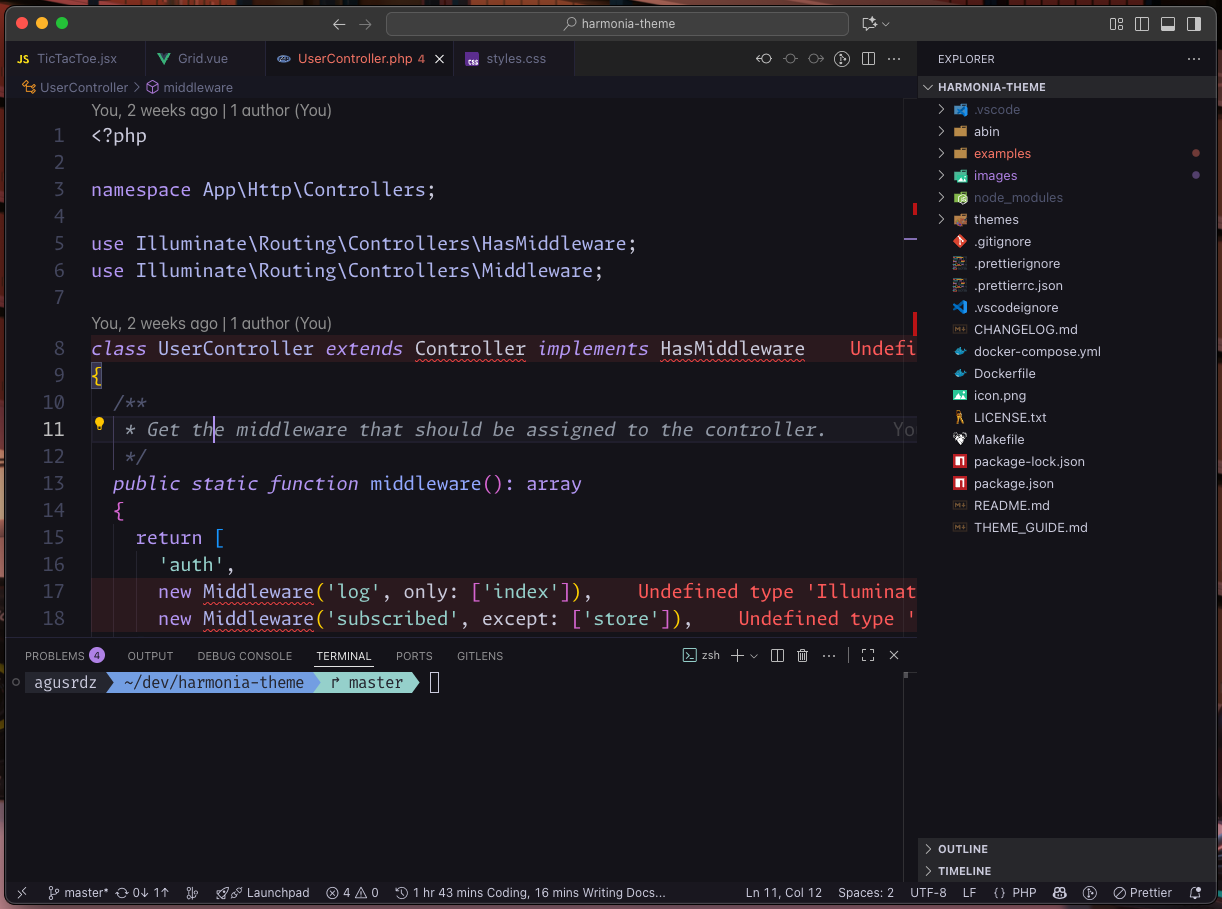 harmonia-theme
JS TicTacToe.jsx
Grid.vue
php UserController.php 4
css styles.css
EXPLORER
UserController > middleware
HARMONIA-THEME
You, 2 weeks ago | 1 author (You)
1 <?php
2
3 namespace App\Http\Controllers;
4
5 use Illuminate\Routing\Controllers\HasMiddleware;
6 use Illuminate\Routing\Controllers\Middleware;
7
You, 2 weeks ago | 1 author (You)
8 class UserController extends Controller implements HasMiddleware Undefi
9 {
10 /**
11 * Get the middleware that should be assigned to the controller. Yo
12 */
13 public static function middleware(): array
14 {
15 return [
16 'auth',
17 new Middleware('log', only: ['index']), Undefined type 'Illuminat
18 new Middleware('subscribed', except: ['store']), Undefined type '
.vscode
abin
examples
images
node_modules
themes
.gitignore
.prettierignore
.prettierrc.json
.vscodeignore
CHANGELOG.md
docker-compose.yml
Dockerfile
icon.png
LICENSE.txt
Makefile
package-lock.json
package.json
README.md
THEME_GUIDE.md
PROBLEMS 4
OUTPUT
DEBUG CONSOLE
TERMINAL
PORTS
GITLENS
zsh
agusrdz ~/dev/harmonia-theme master
OUTLINE
TIMELINE
master* 0↓ 1↑
Launchpad
4 0
1 hr 43 mins Coding, 16 mins Writing Docs...
Ln 11, Col 12
Spaces: 2
UTF-8
LF
{ } PHP
Prettier